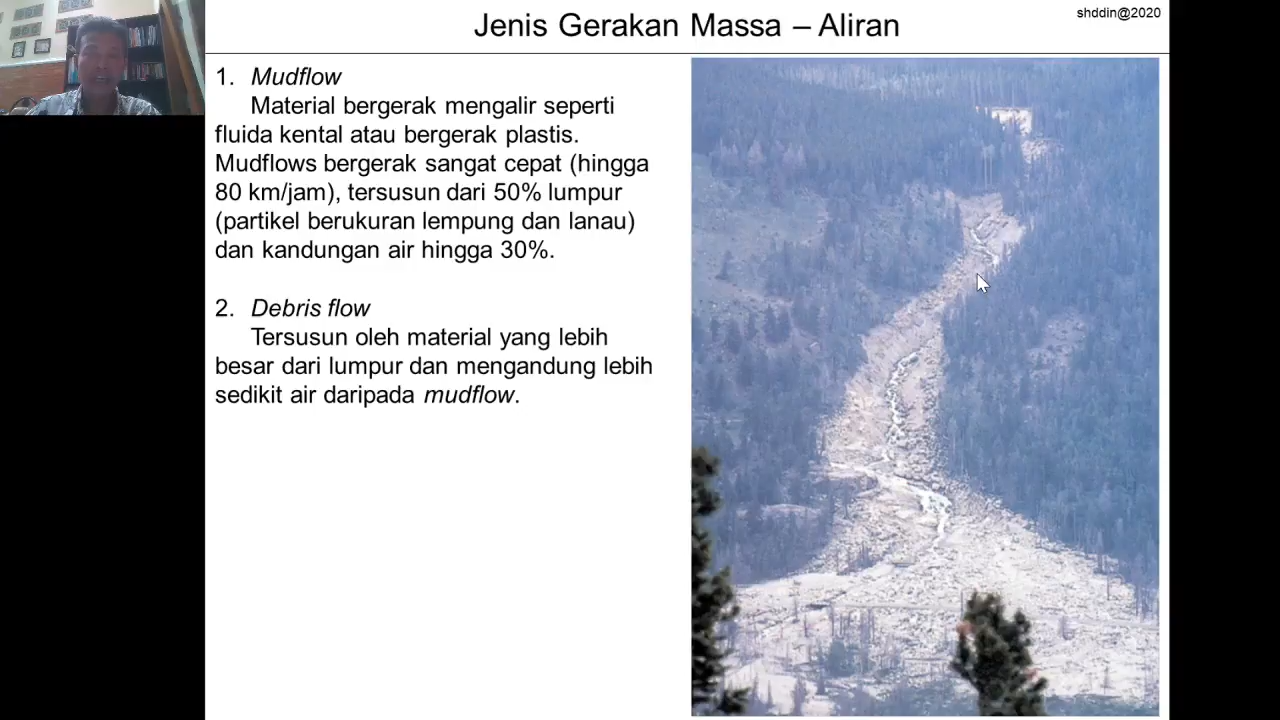 Jenis Gerakan Massa – Aliran
shddin@2020
1. Mudflow
Material bergerak mengalir seperti
fluida kental atau bergerak plastis.
Mudflows bergerak sangat cepat (hingga
80 km/jam), tersusun dari 50% lumpur
(partikel berukuran lempung dan lanau)
dan kandungan air hingga 30%.
2. Debris flow
Tersusun oleh material yang lebih
besar dari lumpur dan mengandung lebih
sedikit air daripada mudflow.